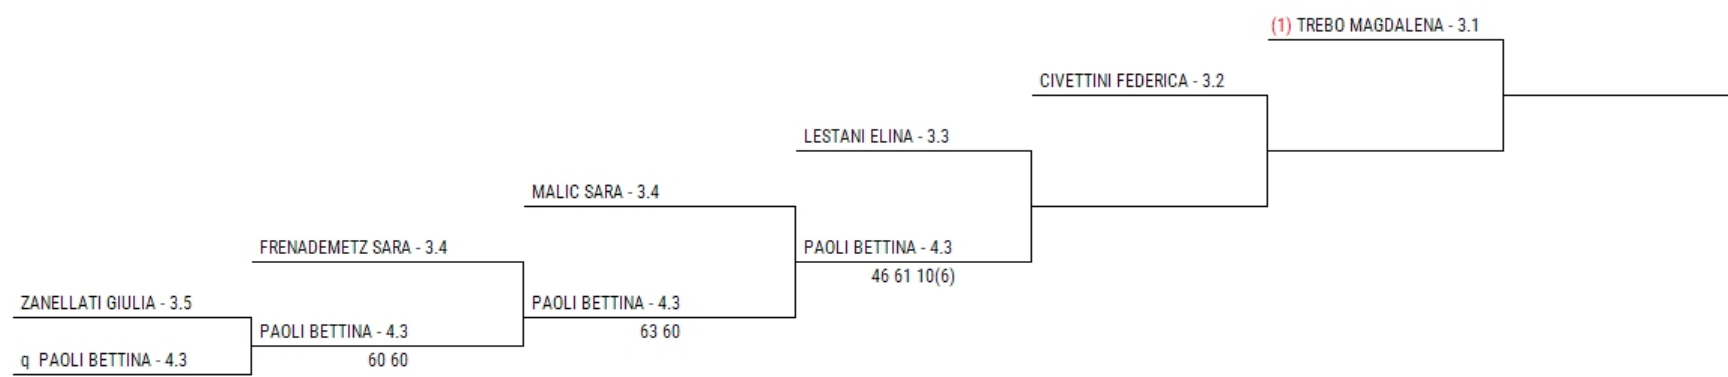 (1) TREBO MAGDALENA - 3.1
CIVETTINI FEDERICA - 3.2
LESTANI ELINA - 3.3
MALIC SARA - 3.4
FRENADEMETZ SARA - 3.4
PAOLI BETTINA - 4.3
46 61 10(6)
ZANELLATI GIULIA - 3.5
PAOLI BETTINA - 4.3
63 60
PAOLI BETTINA - 4.3
60 60
q PAOLI BETTINA - 4.3